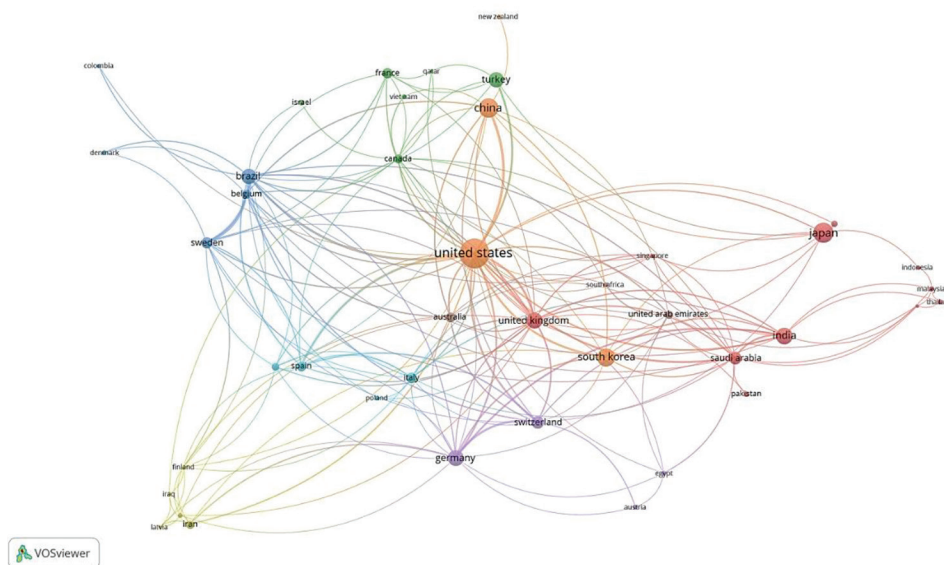 new zealand
colombia
france
qatar
turkey
vietnam
israel
china
denmark
canada
brazil
belgium
sweden
japan
united states
singapore
indonesia
south africa
malaysia
australia
united kingdom
united arab emirates
india
south korea
saudi arabia
spain
italy
pakistan
poland
switzerland
germany
finland
egypt
iraq
austria
latvia
iran
VOSviewer